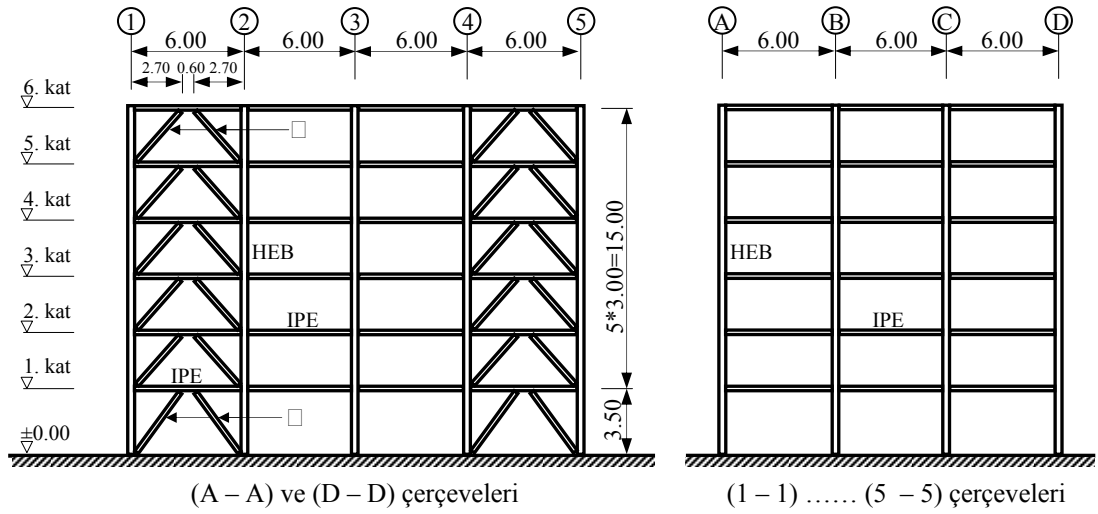 1 2 3 4 5
6.00 6.00 6.00 6.00
2.70 0.60 2.70
6. kat
5. kat
4. kat
3. kat
2. kat
1. kat
±0.00
HEB
IPE
IPE
5*3.00=15.00
3.50
(A – A) ve (D – D) çerçeveleri
A B C D
6.00 6.00 6.00
HEB
IPE
(1 – 1) …… (5 – 5) çerçeveleri